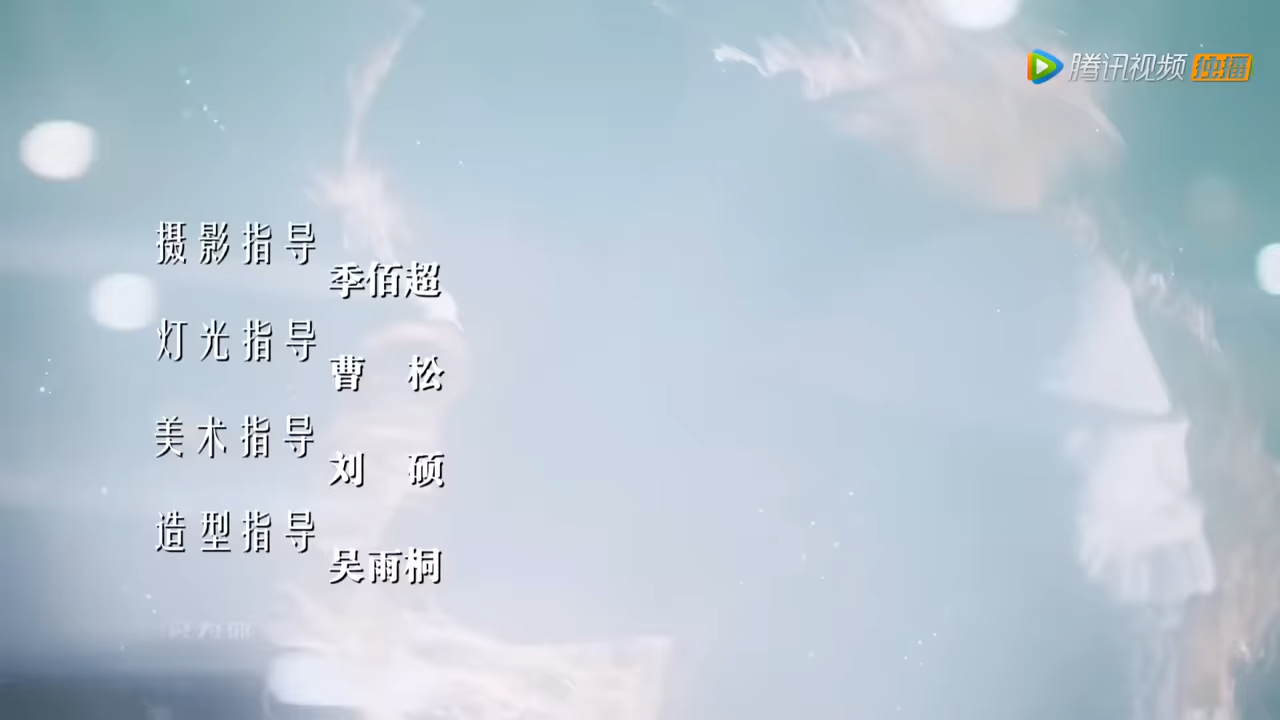 腾讯视频 独播
摄影指导
季佰超
灯光指导
曹 松
美术指导
刘 硕
造型指导
吴雨桐